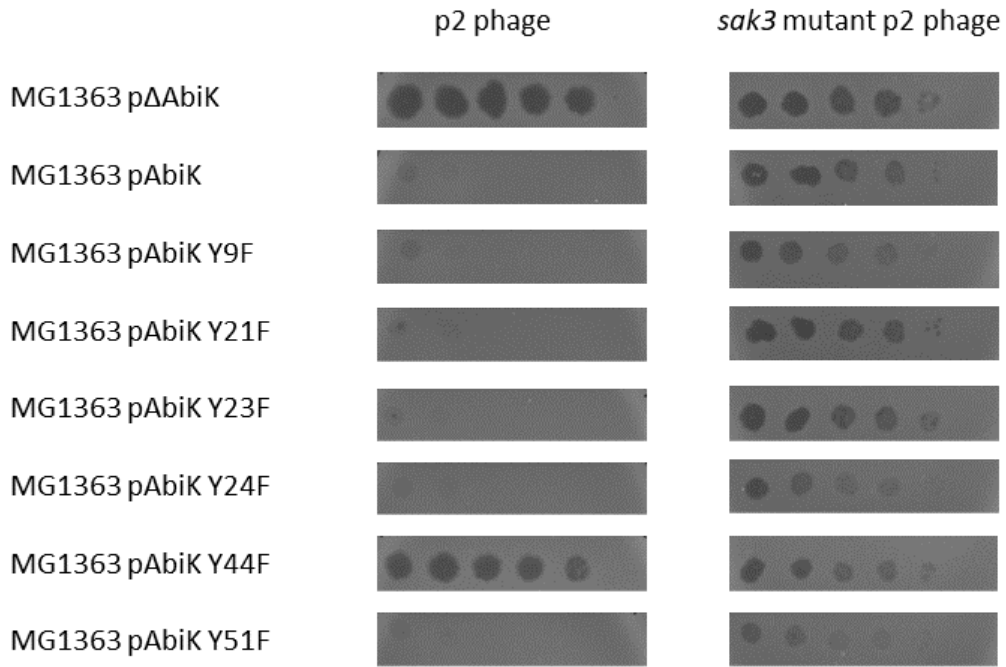 p2 phage sak3 mutant p2 phage
MG1363 pΔAbiK
MG1363 pAbiK
MG1363 pAbiK Y9F
MG1363 pAbiK Y21F
MG1363 pAbiK Y23F
MG1363 pAbiK Y24F
MG1363 pAbiK Y44F
MG1363 pAbiK Y51F